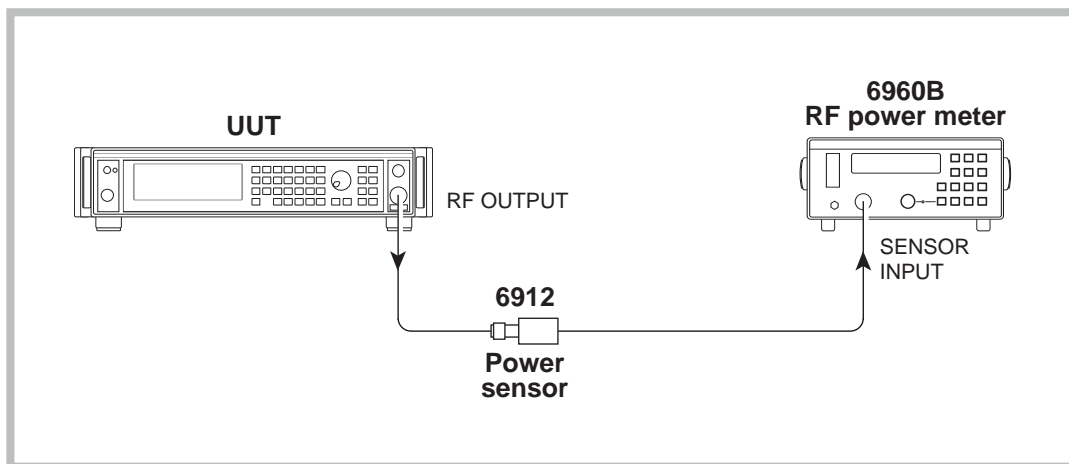 UUT
RF OUTPUT
6912
Power
sensor
6960B
RF power meter
SENSOR
INPUT